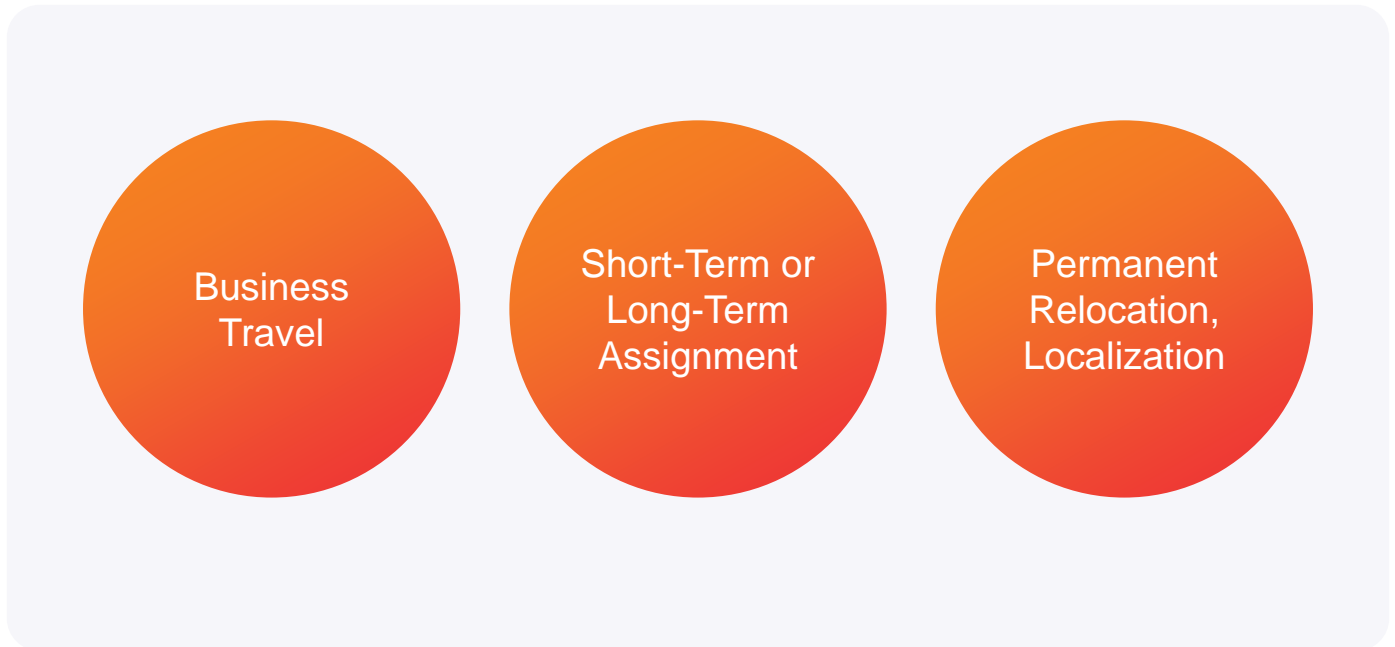 Business
Travel
Short-Term or
Long-Term
Assignment
Permanent
Relocation,
Localization